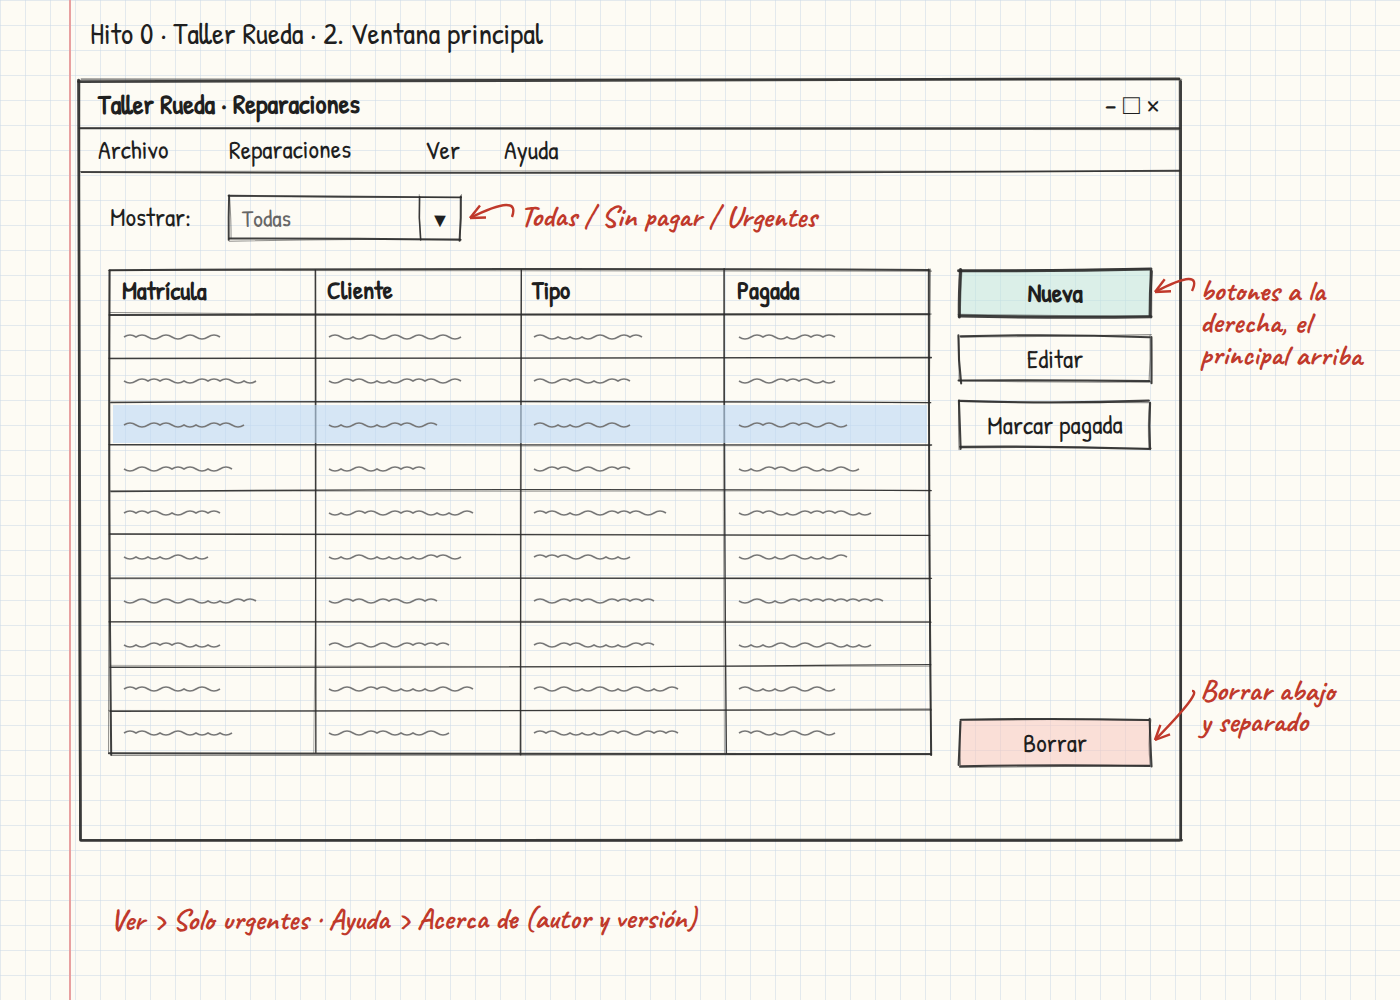 Hito 0 · Taller Rueda · 2. Ventana principal
Taller Rueda · Reparaciones
Archivo Reparaciones Ver Ayuda
Mostrar: Todas
Todas / Sin pagar / Urgentes
Matrícula Cliente Tipo Pagada
Nueva
botones a la
derecha, el
principal arriba
Editar
Marcar pagada
Borrar
Borrar abajo
y separado
Ver > Solo urgentes · Ayuda > Acerca de (autor y versión)